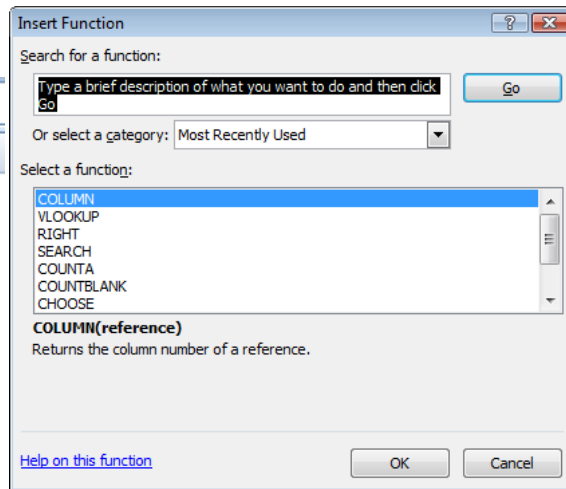 Insert Function
Search for a function:
Type a brief description of what you want to do and then click
Go
Go
Or select a category: Most Recently Used
Select a function:
COLUMN
VLOOKUP
RIGHT
SEARCH
COUNTA
COUNTBLANK
CHOOSE
COLUMN(reference)
Returns the column number of a reference.
Help on this function
OK
Cancel